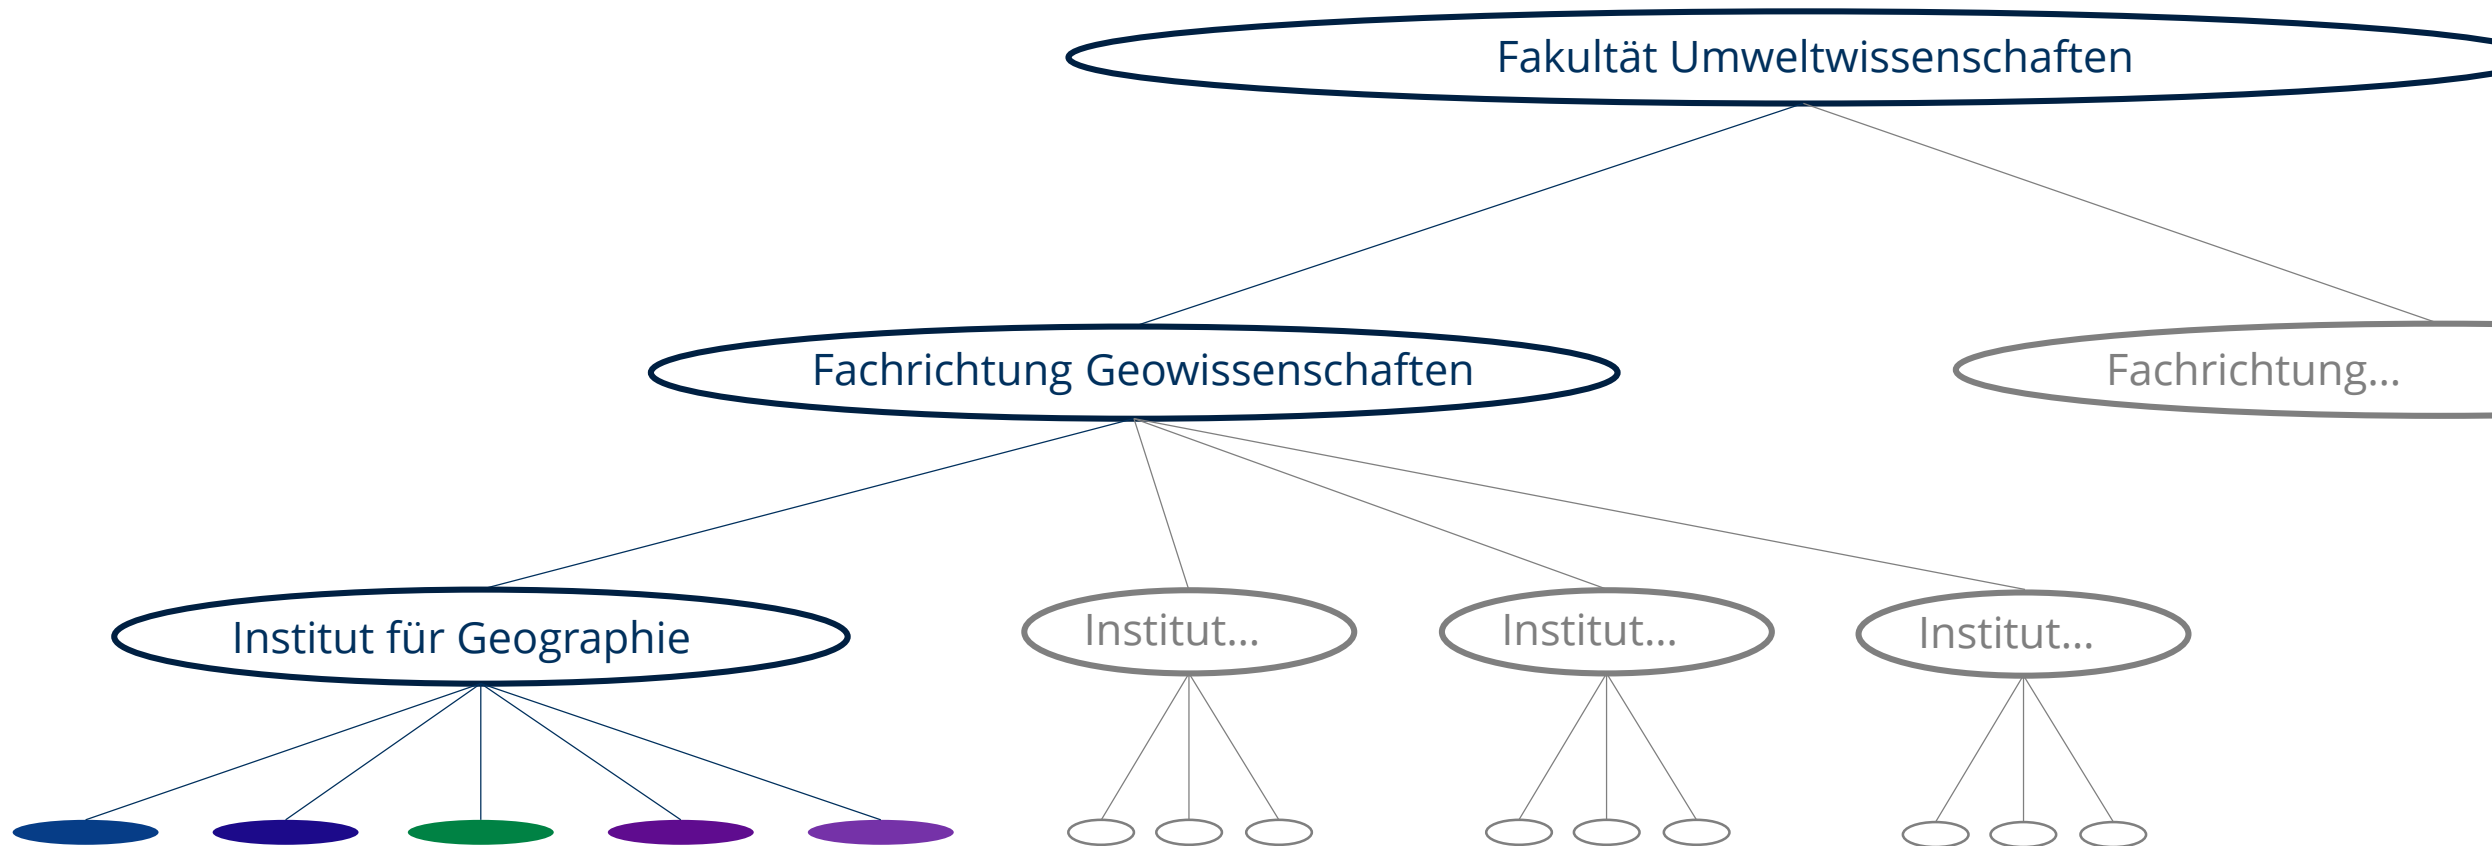 Fakultät Umweltwissenschaften
Fachrichtung Geowissenschaften
Fachrichtung...
Institut für Geographie
Institut...
Institut...
Institut...